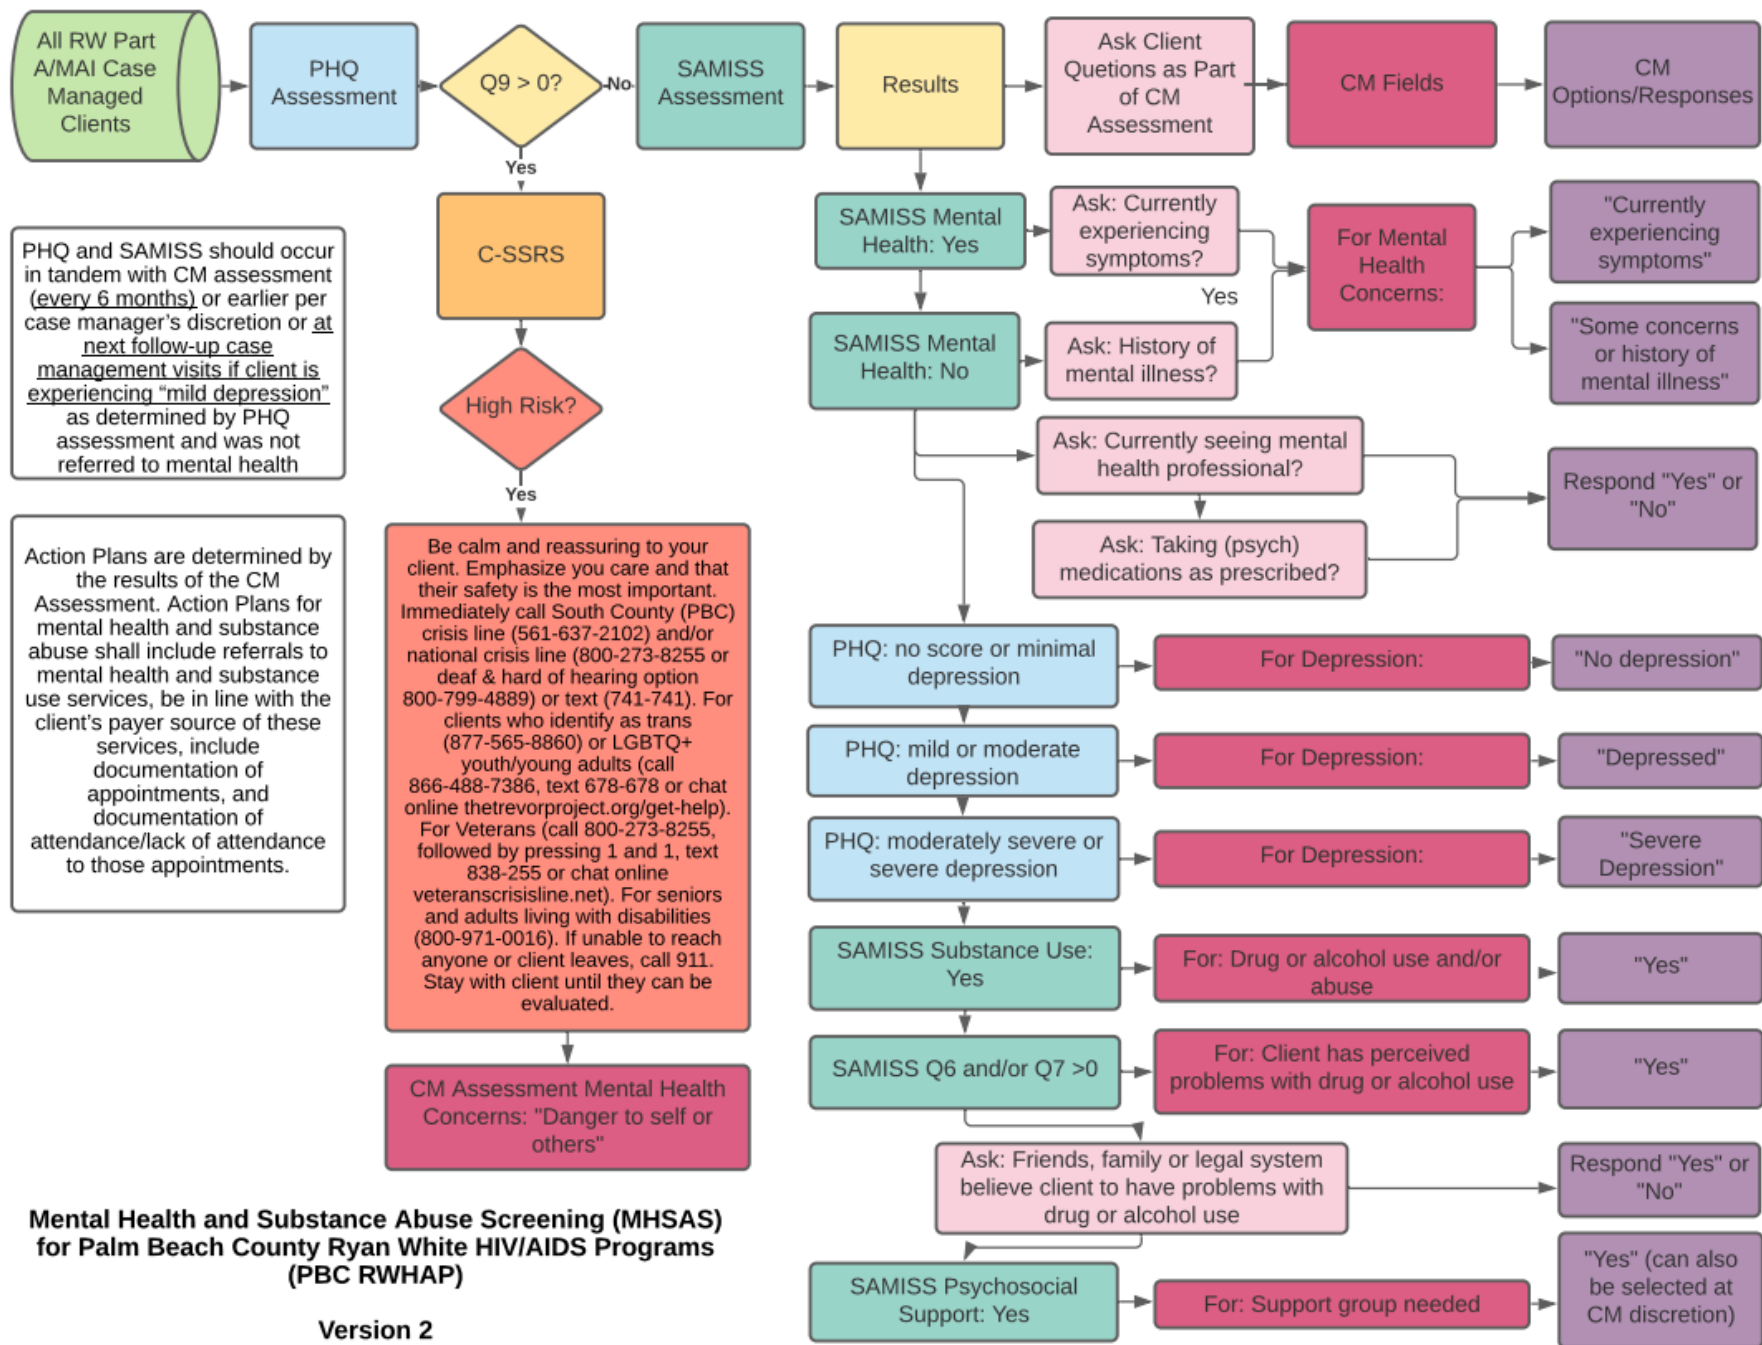 All RW Part
A/MAI Case
Managed
Clients
PHQ
Assessment
Q9 > 0?
No
SAMISS
Assessment
Results
Ask Client
Quetions as Part
of CM
Assessment
CM Fields
CM
Options/Responses
Yes
C-SSRS
High Risk?
Yes
Be calm and reassuring to your
client. Emphasize you care and that
their safety is the most important.
Immediately call South County (PBC)
crisis line (561-637-2102) and/or
national crisis line (800-273-8255 or
deaf & hard of hearing option
800-799-4889) or text (741-741). For
clients who identify as trans
(877-565-8860) or LGBTQ+
youth/young adults (call
866-488-7386, text 678-678 or chat
online thetrevorproject.org/get-help).
For Veterans (call 800-273-8255,
followed by pressing 1 and 1, text
838-255 or chat online
veteranscrisisline.net). For seniors
and adults living with disabilities
(800-971-0016). If unable to reach
anyone or client leaves, call 911.
Stay with client until they can be
evaluated.
CM Assessment Mental Health
Concerns: "Danger to self or
others"
PHQ and SAMISS should occur
in tandem with CM assessment
(every 6 months) or earlier per
case manager's discretion or at
next follow-up case
management visits if client is
experiencing “mild depression”
as determined by PHQ
assessment and was not
referred to mental health
Action Plans are determined by
the results of the CM
Assessment. Action Plans for
mental health and substance
abuse shall include referrals to
mental health and substance
use services, be in line with the
client’s payer source of these
services, include
documentation of
appointments, and
documentation of
attendance/lack of attendance
to those appointments.
SAMISS Mental
Health: Yes
Ask: Currently
experiencing
symptoms?
Yes
For Mental
Health
Concerns:
"Currently
experiencing
symptoms"
SAMISS Mental
Health: No
Ask: History of
mental illness?
"Some concerns
or history of
mental illness"
Ask: Currently seeing mental
health professional?
Ask: Taking (psych)
medications as prescribed?
Respond "Yes" or
"No"
PHQ: no score or minimal
depression
For Depression:
"No depression"
PHQ: mild or moderate
depression
For Depression:
"Depressed"
PHQ: moderately severe or
severe depression
For Depression:
"Severe
Depression"
SAMISS Substance Use:
Yes
For: Drug or alcohol use and/or
abuse
"Yes"
SAMISS Q6 and/or Q7 >0
For: Client has perceived
problems with drug or alcohol use
"Yes"
Ask: Friends, family or legal system
believe client to have problems with
drug or alcohol use
Respond "Yes" or
"No"
SAMISS Psychosocial
Support: Yes
For: Support group needed
"Yes" (can also
be selected at
CM discretion)
Mental Health and Substance Abuse Screening (MHSAS)
for Palm Beach County Ryan White HIV/AIDS Programs
(PBC RWHAP)
Version 2